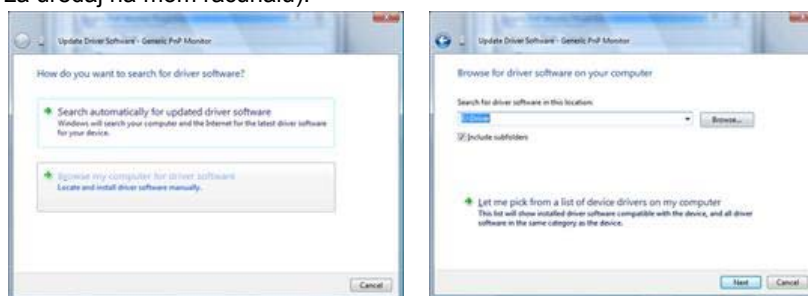 Update Driver Software - Generic PnP Monitor
How do you want to search for driver software?
Search automatically for updated driver software
Windows will search your computer and the Internet for the latest driver software
for your device.
Browse my computer for driver software
Locate and install driver software manually.
Cancel
Update Driver Software - Generic PnP Monitor
Browse for driver software on your computer
Search for driver software in this location:
Browse...
Include subfolders
Let me pick from a list of device drivers on my computer
This list will show installed driver software compatible with the device, and all driver
software in the same category as the device.
Next
Cancel